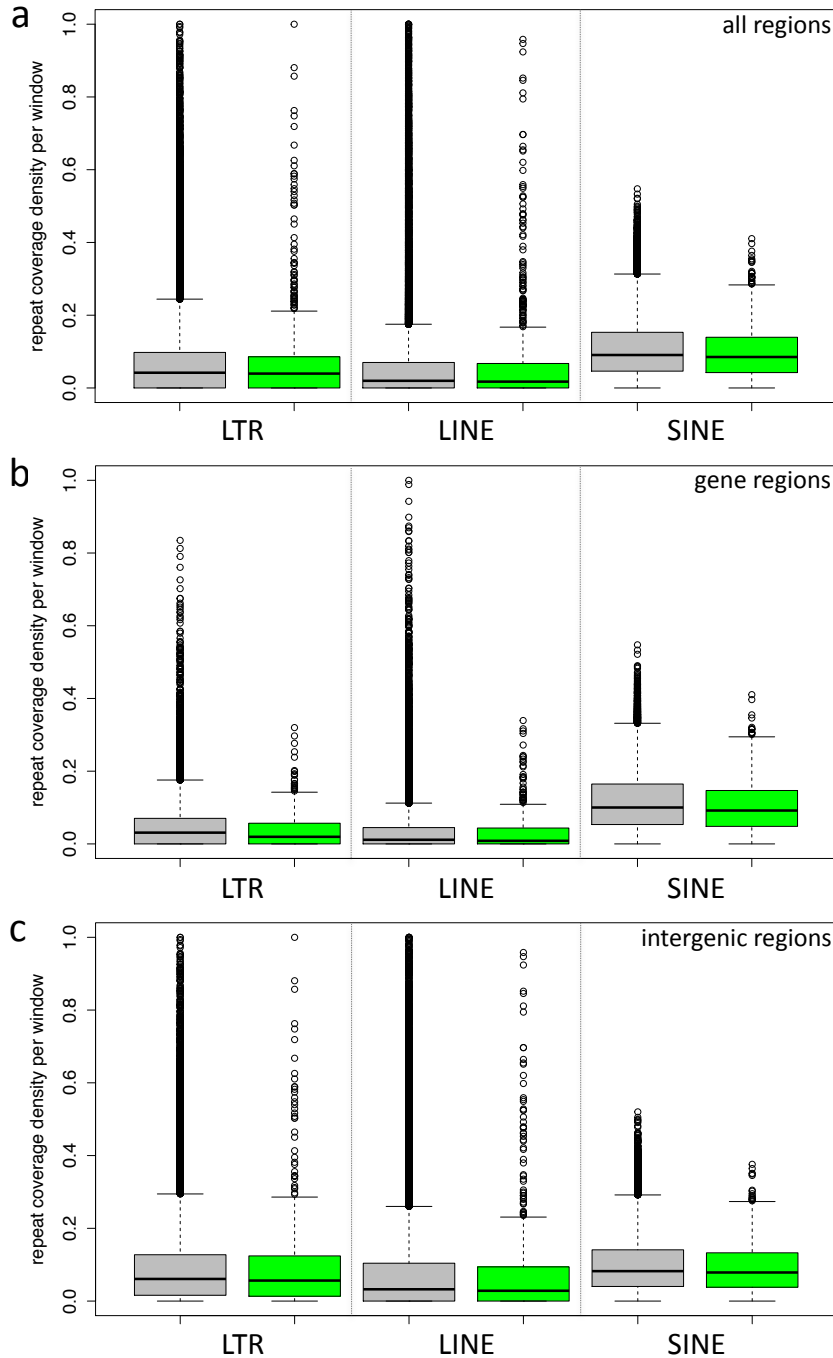 a
all regions
repeat coverage density per window
0.0 0.2 0.4 0.6 0.8 1.0
LTR LINE SINE
b
gene regions
repeat coverage density per window
0.0 0.2 0.4 0.6 0.8 1.0
LTR LINE SINE
c
intergenic regions
repeat coverage density per window
0.0 0.2 0.4 0.6 0.8 1.0
LTR LINE SINE